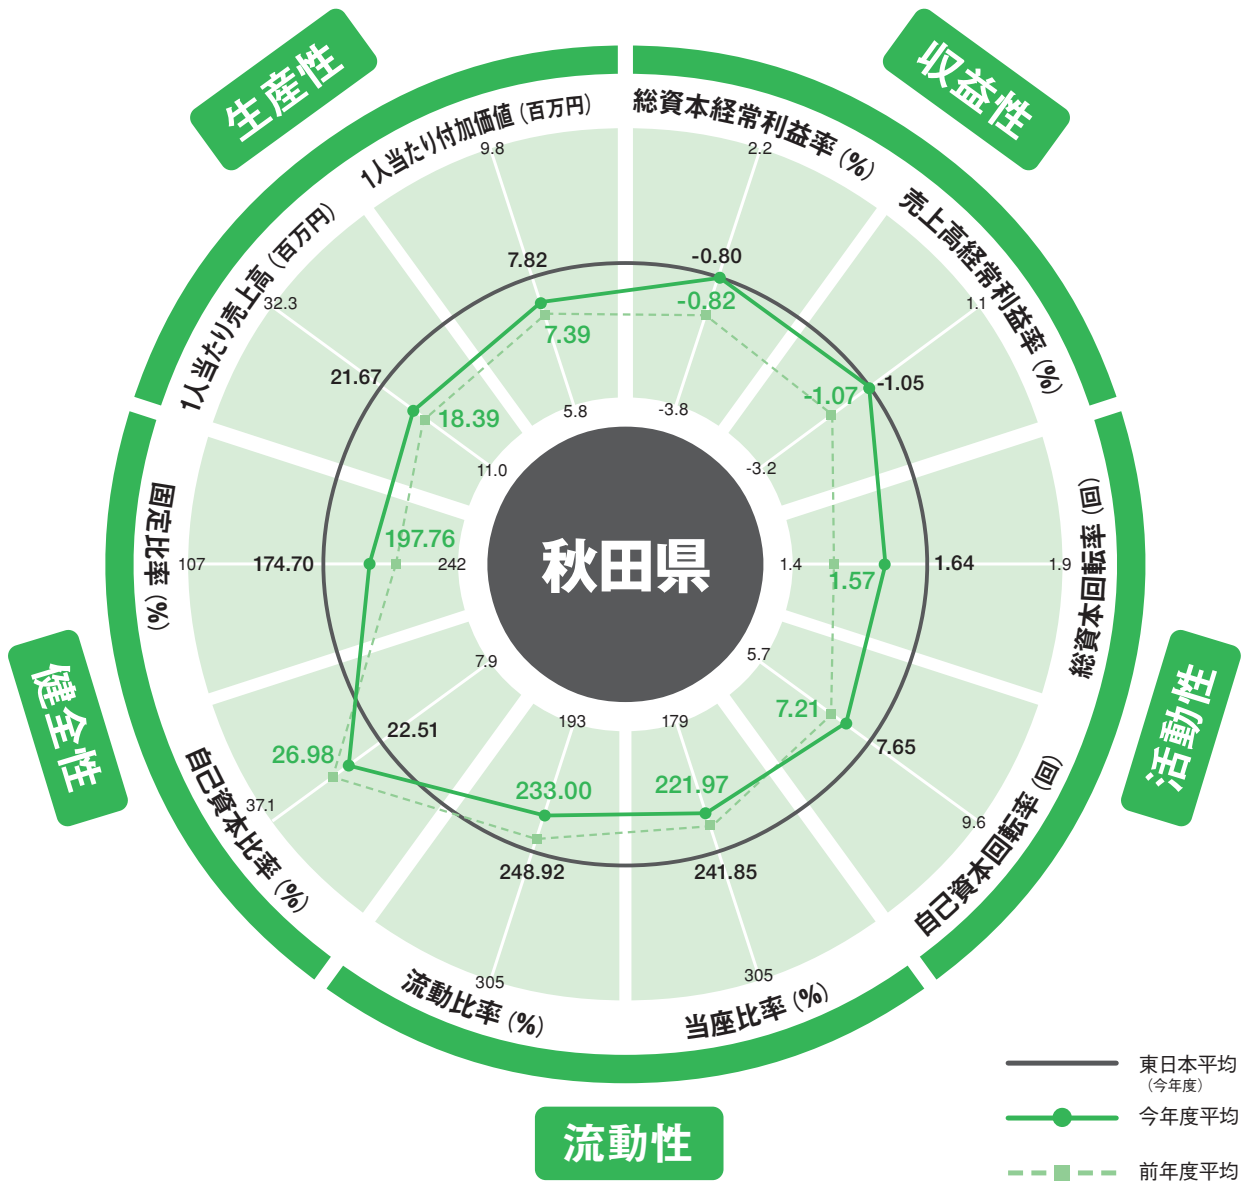 生産性
収益性
1人当たり付加価値（百万円）
総資本経常利益率（%）
9.8
2.2
売上高経常利益率（%）
1人当たり売上高（百万円）
7.82
-0.80
32.3
-0.82
1.1
7.39
21.67
-1.07
-1.05
18.39
5.8
-3.8
11.0
-3.2
固定比率（%）
総資本回転率（回）
197.76
107
174.70
242
秋田県
1.4
1.57
1.64
1.9
健全性
活動性
7.9
5.7
7.21
193
179
22.51
7.65
26.98
233.00
221.97
37.1
9.6
自己資本比率（%）
自己資本回転率（回）
248.92
241.85
305
305
流動比率（%）
当座比率（%）
流動性
東日本平均
（今年度）
今年度平均
前年度平均